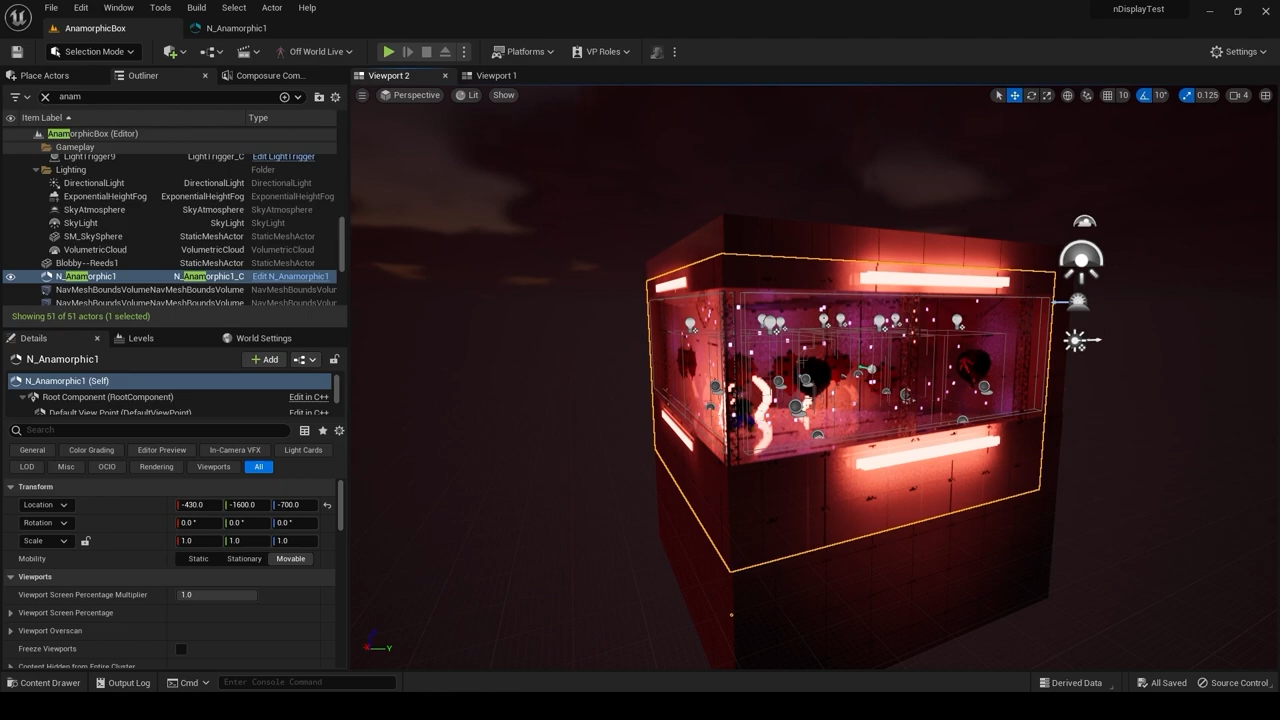 File Edit Window Tools Build Select Actor Help
nDisplayTest
AnamorphicBox
N_Anamorphic1
Selection Mode
Off World Live
Platforms
VP Roles
Settings
Place Actors
Outliner
Composure Com...
Viewport 2
Viewport 1
anam
Perspective
Lit
Show
10
10°
0.125
4
Item Label
Type
AnamorphicBox (Editor)
Gameplay
LightTrigger9 LightTrigger_C Edit LightTrigger
Lighting Folder
DirectionalLight DirectionalLight DirectionalLight
ExponentialHeightFog ExponentialHeightFog ExponentialHeightFog
SkyAtmosphere SkyAtmosphere SkyAtmosphere
SkyLight SkyLight SkyLight
SM_SkySphere StaticMeshActor StaticMeshActor
VolumetricCloud VolumetricCloud VolumetricCloud
Blobby--Reeds1 StaticMeshActor StaticMeshActor
N_Anamorphic1 N_Anamorphic1_C Edit N_Anamorphic1
NavMeshBoundsVolume NavMeshBoundsVolume NavMeshBoundsVolur
NavMeshBoundsVolume NavMeshBoundsVolume NavMeshBoundsVolur
Showing 51 of 51 actors (1 selected)
Details
Levels
World Settings
N_Anamorphic1
Add
N_Anamorphic1 (Self)
Root Component (RootComponent) Edit in C++
Default View Point (DefaultViewPoint) Edit in C++
Search
General Color Grading Editor Preview In-Camera VFX Light Cards
LOD Misc OCIO Rendering Viewports All
Transform
Location -430.0 -1600.0 -700.0
Rotation 0.0 ° 0.0 ° 0.0 °
Scale 1.0 1.0 1.0
Mobility Static Stationary Movable
Viewports
Viewport Screen Percentage Multiplier 1.0
Viewport Screen Percentage
Viewport Overscan
Freeze Viewports
Content Hidden from Entire Cluster
Y
Content Drawer
Output Log
Cmd
Enter Console Command
Derived Data
All Saved
Source Control